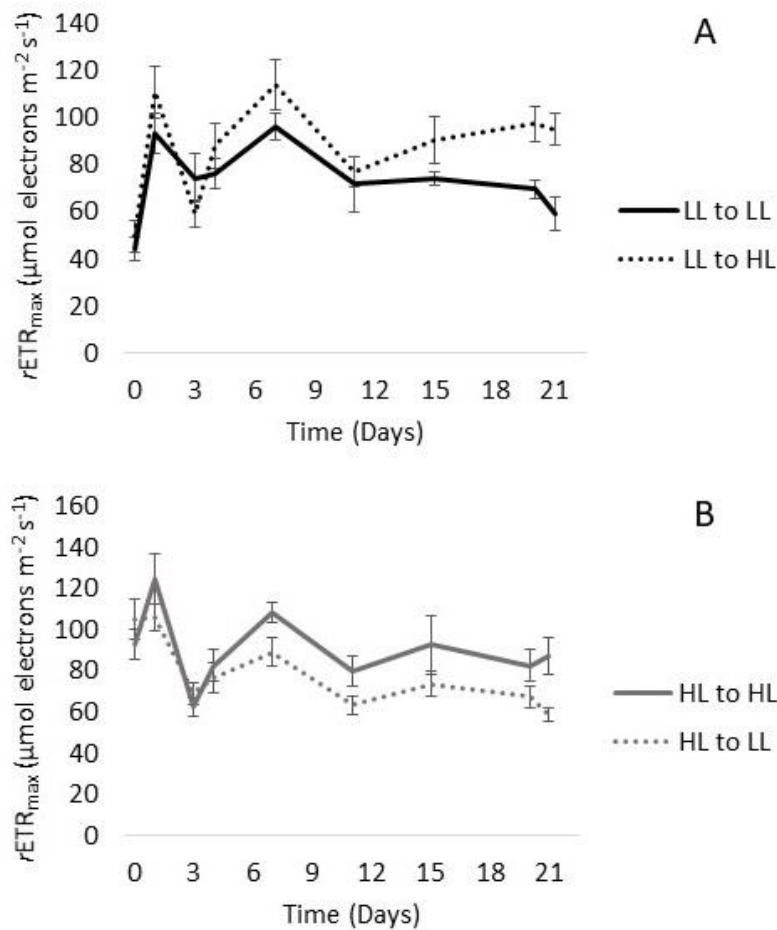 A
rETRmax (μmol electrons m-2 s-1)
140
120
100
80
60
40
20
0
0 3 6 9 12 15 18 21
Time (Days)
LL to LL
LL to HL
B
rETRmax (μmol electrons m-2 s-1)
160
140
120
100
80
60
40
20
0
0 3 6 9 12 15 18 21
Time (Days)
HL to HL
HL to LL